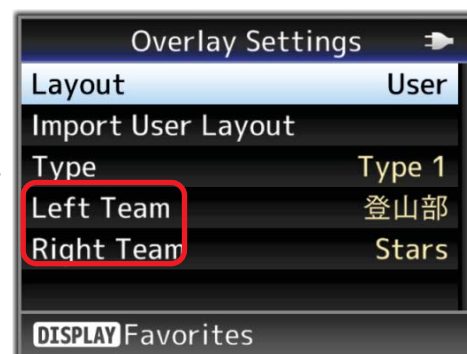 Overlay Settings
Layout User
Import User Layout
Type Type 1
Left Team 登山部
Right Team Stars
DISPLAY Favorites